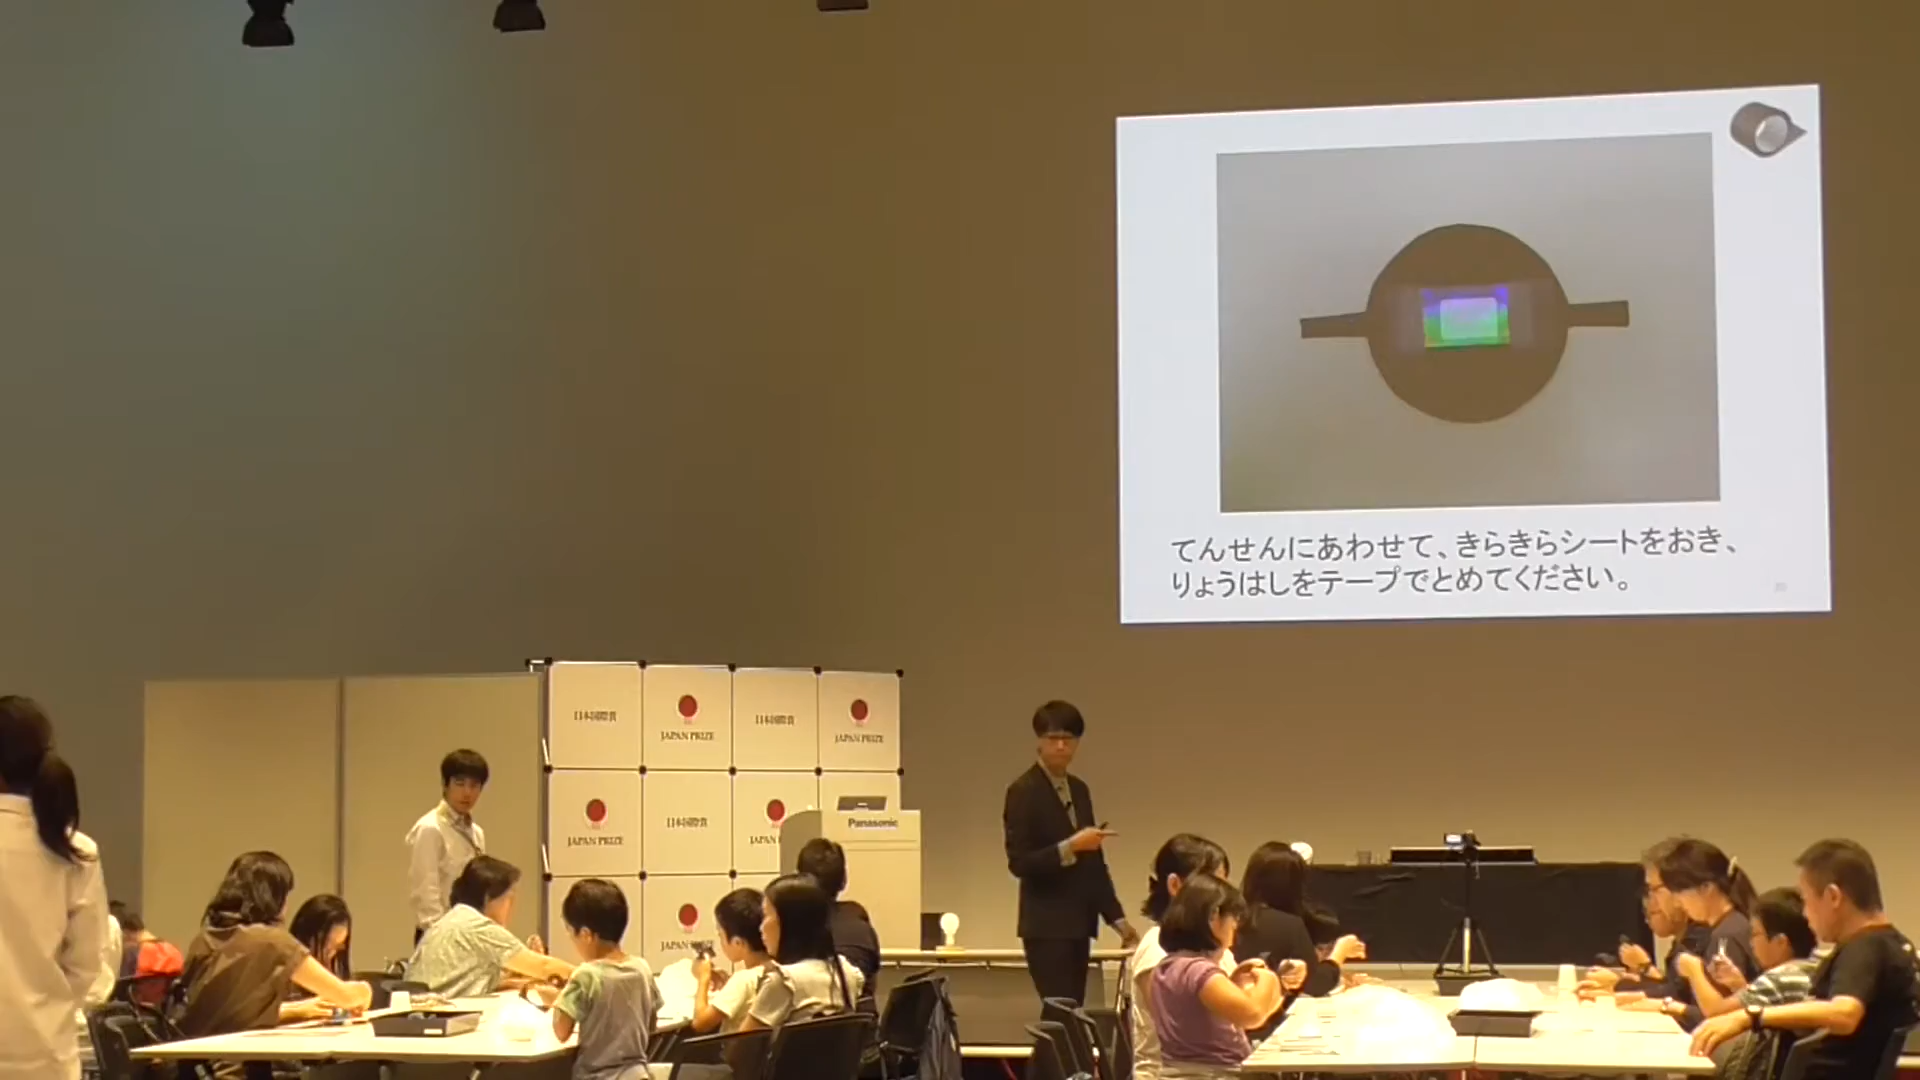 てんせんにあわせて、きらきらシートをおき、
りょうはしをテープでとめてください。
日本国際賞
JAPAN PRIZE
日本国際賞
JAPAN PRIZE
JAPAN PRIZE
日本国際賞
JAPAN
Panasonic
JAPAN PRIZE